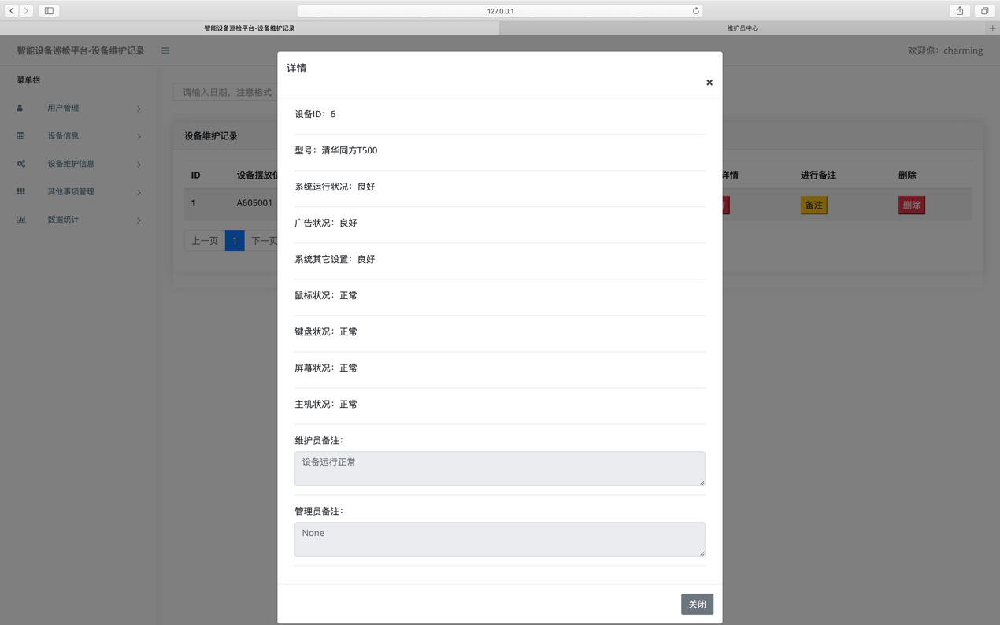 127.0.0.1
智能设备巡检平台-设备维护记录
维护员中心
智能设备巡检平台-设备维护记录
欢迎你：charming
菜单栏
用户管理
设备信息
设备维护信息
其他事项管理
数据统计
请输入日期，注意格式
设备维护记录
ID 设备摆放位 详情 进行备注 删除
1 A605001 备注 删除
上一页 1 下一页
详情
×
设备ID：6
型号：清华同方T500
系统运行状况：良好
广告状况：良好
系统其它设置：良好
鼠标状况：正常
键盘状况：正常
屏幕状况：正常
主机状况：正常
维护员备注：
设备运行正常
管理员备注：
None
关闭